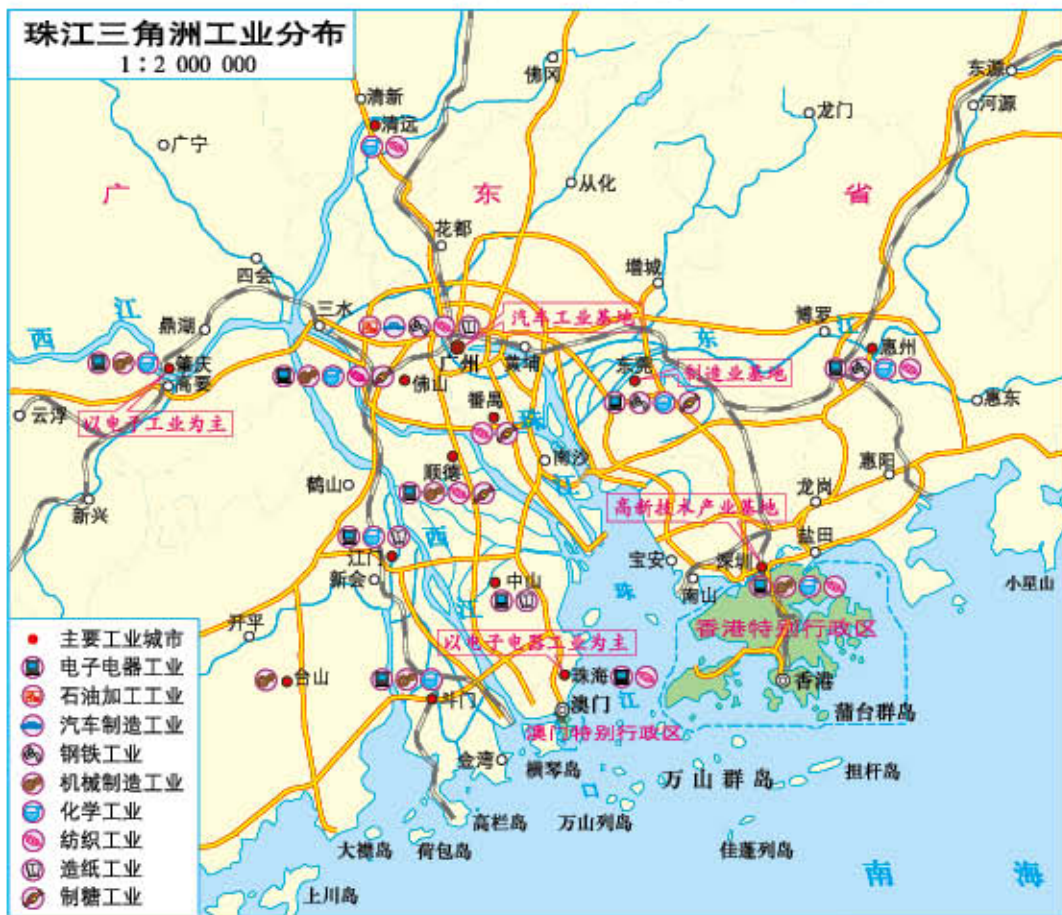 珠江三角洲工业分布
1:2 000 000
佛冈
东源
清新
河源
清远
龙门
广宁
从化
广
东
省
花都
四会
增城
西
江
鼎湖
三水
汽车工业基地
博罗
江
东
广州
黄埔
惠州
肇庆
高要
佛山
东莞
制造业基地
云浮
番禺
惠东
以电子工业为主
珠
顺德
南沙
惠阳
鹤山
江
龙岗
新兴
高新技术产业基地
西
盐田
江门
宝安
深圳
新会
中山
南山
小星山
珠
江
开平
香港特别行政区
以电子电器工业为主
台山
珠海
香港
斗门
澳门
江
蒲台群岛
澳门特别行政区
金湾
横琴岛
万山群岛
担杆岛
口
高栏岛
万山列岛
大襟岛
荷包岛
佳蓬列岛
南
海
上川岛
主要工业城市
电子电器工业
石油加工工业
汽车制造工业
钢铁工业
机械制造工业
化学工业
纺织工业
造纸工业
制糖工业